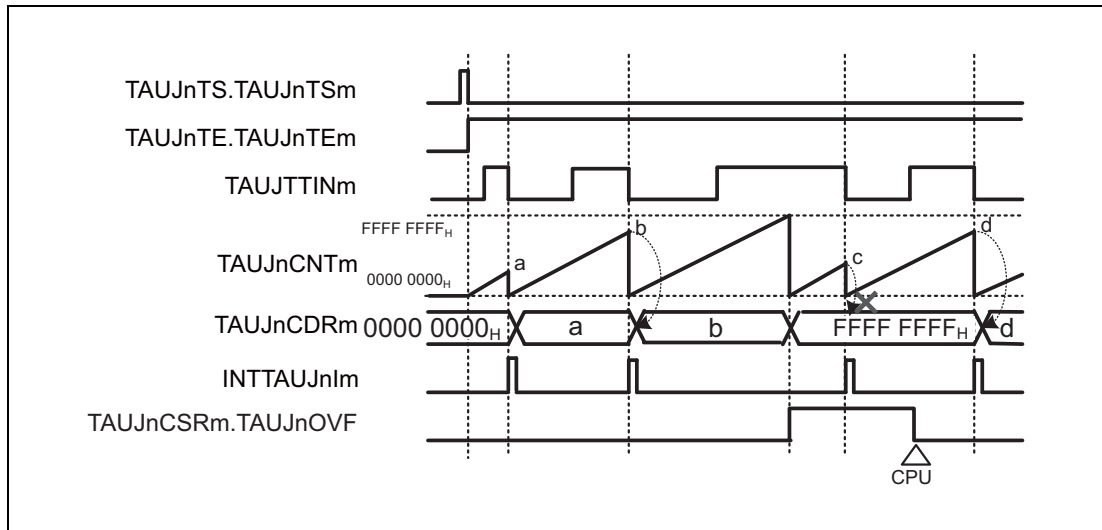 TAUJnTS.TAUJnTSm
TAUJnTE.TAUJnTEm
TAUJTTINm
FFFF FFFFH
TAUJnCNTm
0000 0000H
a
b
c
d
TAUJnCDRm
0000 0000H
a
b
FFFF FFFFH
d
INTTAUJnIm
TAUJnCSRm.TAUJnOVF
CPU